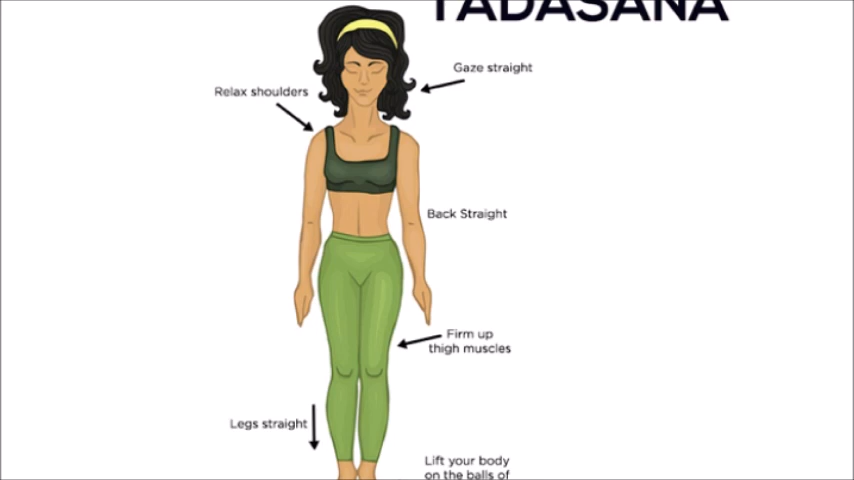 TADASANA
Gaze straight
Relax shoulders
Back Straight
Firm up
thigh muscles
Legs straight
Lift your body
on the balls of